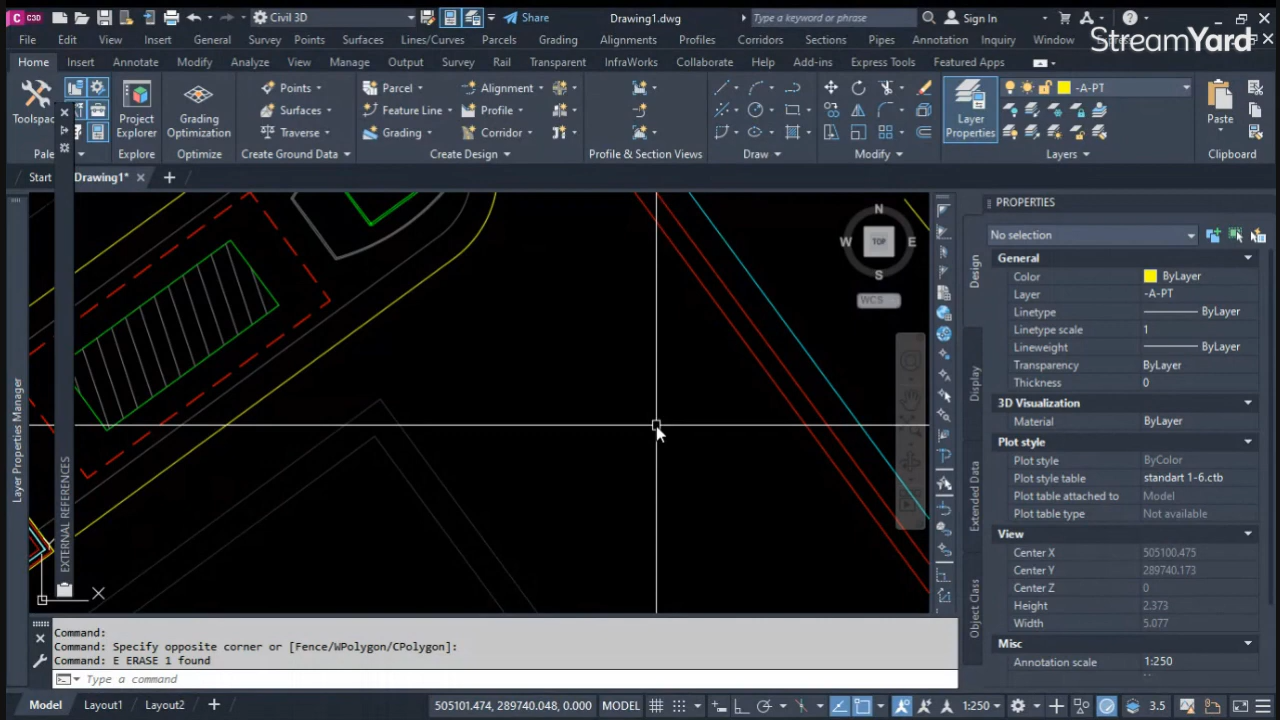 C3D
Civil 3D
Share
Drawing1.dwg
Type a keyword or phrase
Sign In
StreamYard
File Edit View Insert General Survey Points Surfaces Lines/Curves Parcels Grading Alignments Profiles Corridors Sections Pipes Annotation Inquiry Window
Home Insert Annotate Modify Analyze View Manage Output Survey Rail Transparent InfraWorks Collaborate Help Add-ins Express Tools Featured Apps
Points Parcel Alignment -A-PT
Surfaces Feature Line Profile
Toolspace Project Explorer Grading Optimization Traverse Grading Corridor Layer Properties Paste
Explore Optimize Create Ground Data Create Design Profile & Section Views Draw Modify Layers Clipboard
Start Drawing1*
PROPERTIES
No selection
General
Color ByLayer
Layer -A-PT
Linetype ByLayer
Linetype scale 1
Lineweight ByLayer
Transparency ByLayer
Thickness 0
3D Visualization
Material ByLayer
Plot style
Plot style ByColor
Plot style table standart 1-6.ctb
Plot table attached to Model
Plot table type Not available
View
Center X 505100.475
Center Y 289740.173
Center Z 0
Height 2.373
Width 5.077
Misc
Annotation scale 1:250
Design
Display
Extended Data
Object Class
N
W TOP E
S
WCS
Layer Properties Manager
EXTERNAL REFERENCES
Command:
Command: Specify opposite corner or [Fence/WPolygon/CPolygon]:
Command: E ERASE 1 found
Type a command
Model Layout1 Layout2 505101.474, 289740.048, 0.000 MODEL 1:250 3.5